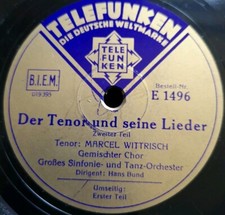 TELEFUNKEN
DIE DEUTSCHE WELTMARKE
TELE
FUN
KEN
B.I.E.M.
Bestell-Nr.
E 1496
Der Tenor und seine Lieder
Zweiter Teil
Tenor: MARCEL WITTRISCH
Gemischter Chor
Großes Sinfonie- und Tanz-Orchester
Dirigent: Hans Bund
Umseitig:
Erster Teil